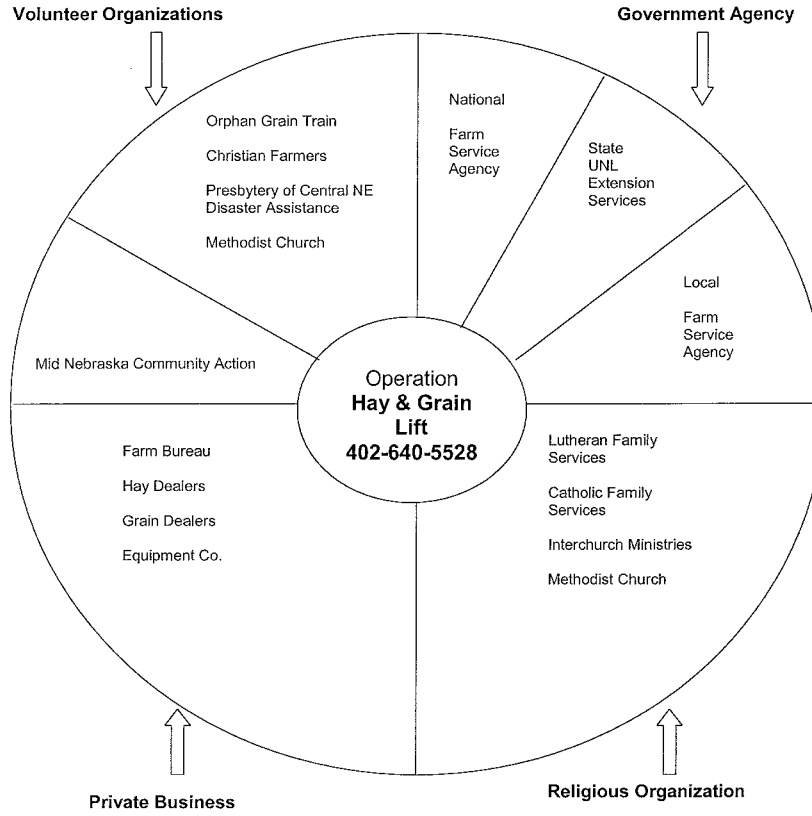 Volunteer Organizations
Government Agency
Orphan Grain Train
Christian Farmers
Presbytery of Central NE
Disaster Assistance
Methodist Church
National
Farm
Service
Agency
State
UNL
Extension
Services
Local
Farm
Service
Agency
Mid Nebraska Community Action
Operation
Hay & Grain
Lift
402-640-5528
Farm Bureau
Hay Dealers
Grain Dealers
Equipment Co.
Lutheran Family
Services
Catholic Family
Services
Interchurch Ministries
Methodist Church
Private Business
Religious Organization